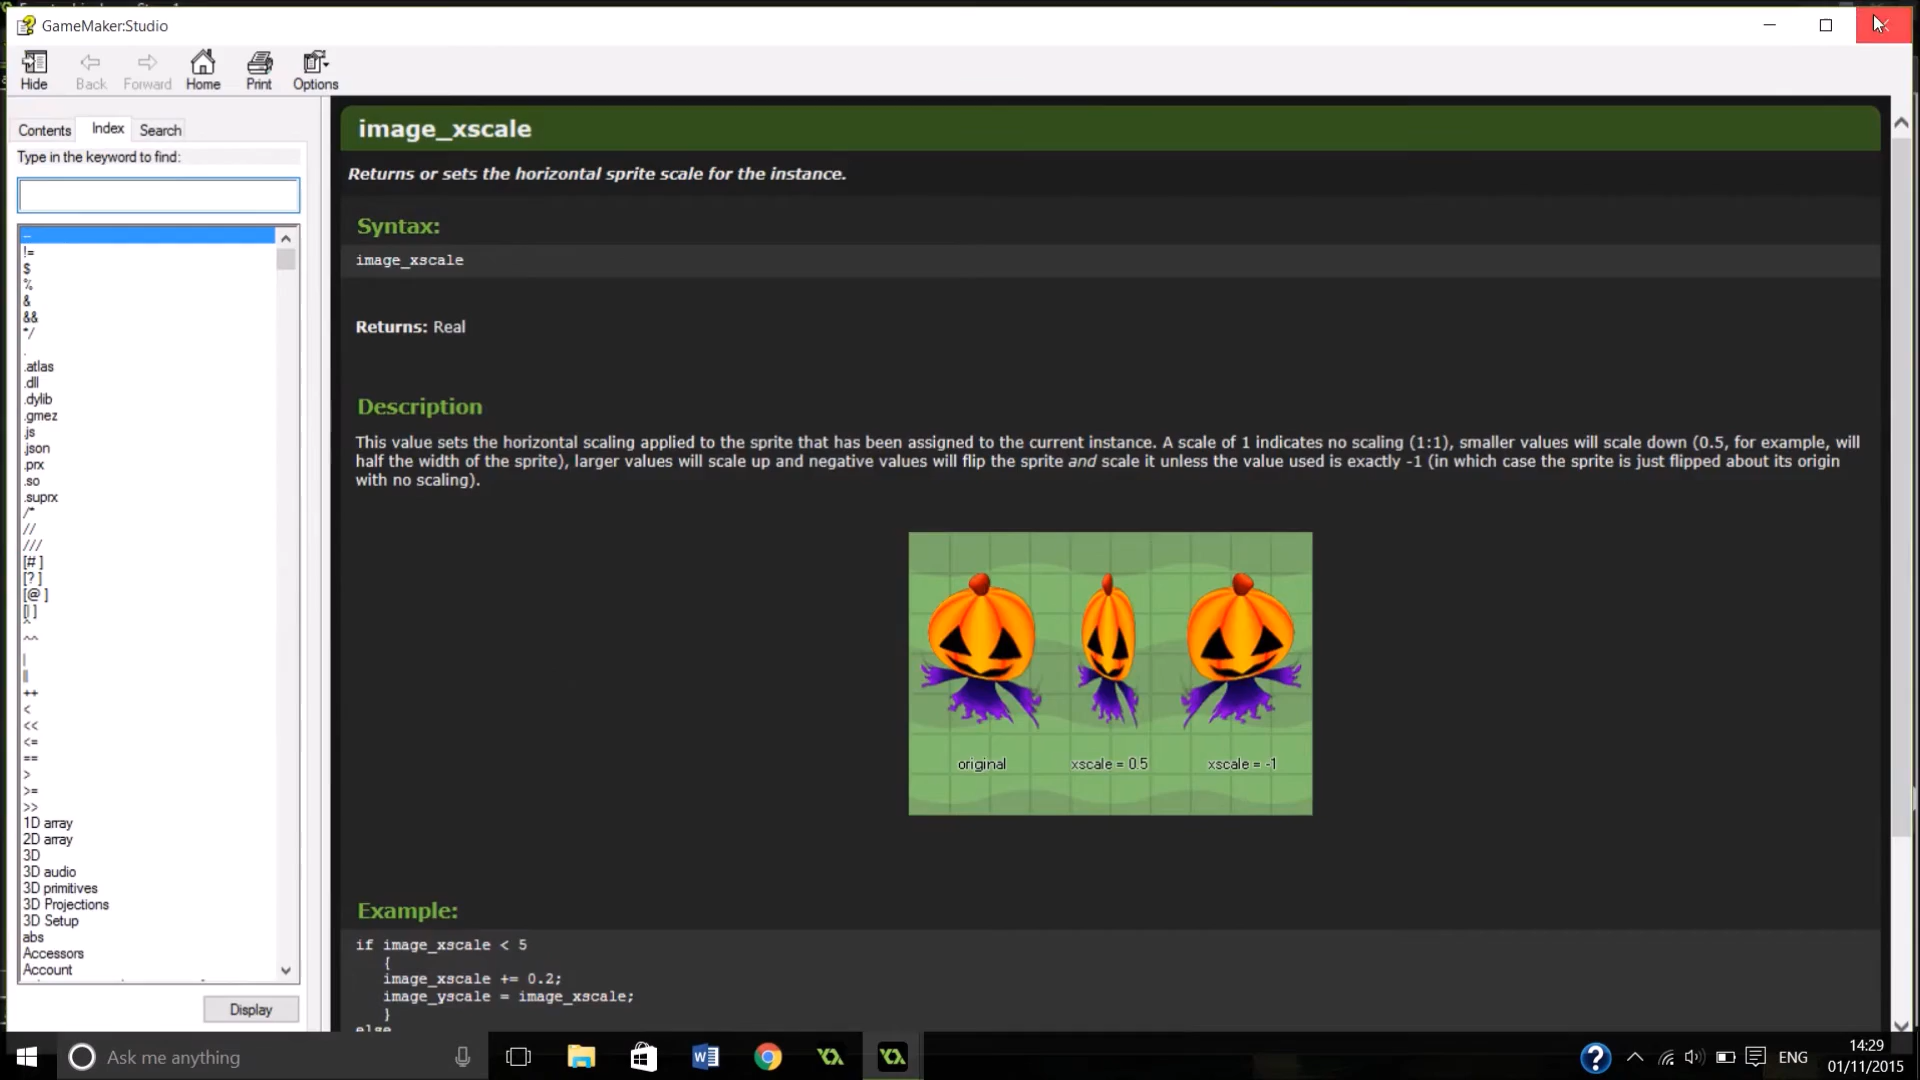 GameMaker:Studio
Hide Back Forward Home Print Options
Contents Index Search
Type in the keyword to find:
--
!=
$
%
&
&&
*/
.
.atlas
.dll
.dylib
.gmez
.js
.json
.prx
.so
.suprx
/*
//
///
[# ]
[? ]
[@ ]
[| ]
^
^^
|
||
++
<
<<
<=
==
>
>=
>>
1D array
2D array
3D
3D audio
3D primitives
3D Projections
3D Setup
abs
Accessors
Account
Display
image_xscale
Returns or sets the horizontal sprite scale for the instance.
Syntax:
image_xscale
Returns: Real
Description
This value sets the horizontal scaling applied to the sprite that has been assigned to the current instance. A scale of 1 indicates no scaling (1:1), smaller values will scale down (0.5, for example, will
half the width of the sprite), larger values will scale up and negative values will flip the sprite and scale it unless the value used is exactly -1 (in which case the sprite is just flipped about its origin
with no scaling).
original xscale = 0.5 xscale = -1
Example:
if image_xscale < 5
{
image_xscale += 0.2;
image_yscale = image_xscale;
}
else
Ask me anything
ENG
14:29
01/11/2015